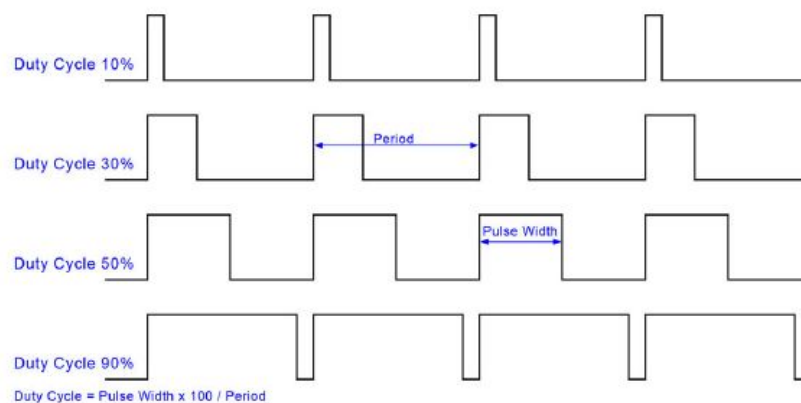 Duty Cycle 10%
Period
Duty Cycle 30%
Pulse Width
Duty Cycle 50%
Duty Cycle 90%
Duty Cycle = Pulse Width x 100 / Period